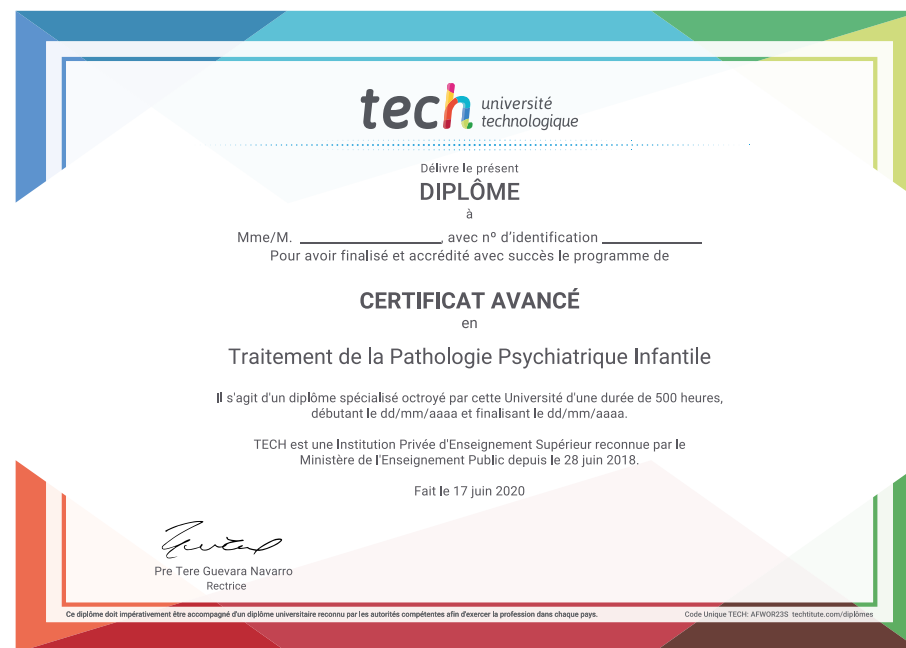 tech université
technologique
Délivre le présent
DIPLÔME
à
Mme/M. ____________________, avec nº d'identification ______________
Pour avoir finalisé et accrédité avec succès le programme de
CERTIFICAT AVANCÉ
en
Traitement de la Pathologie Psychiatrique Infantile
Il s'agit d'un diplôme spécialisé octroyé par cette Université d'une durée de 500 heures,
débutant le dd/mm/aaaa et finalisant le dd/mm/aaaa.
TECH est une Institution Privée d'Enseignement Supérieur reconnue par le
Ministère de l'Enseignement Public depuis le 28 juin 2018.
Fait le 17 juin 2020
Pre Tere Guevara Navarro
Rectrice
Ce diplôme doit impérativement être accompagné d'un diplôme universitaire reconnu par les autorités compétentes afin d'exercer la profession dans chaque pays.
Code Unique TECH: AFWOR23S techtitute.com/diplômes